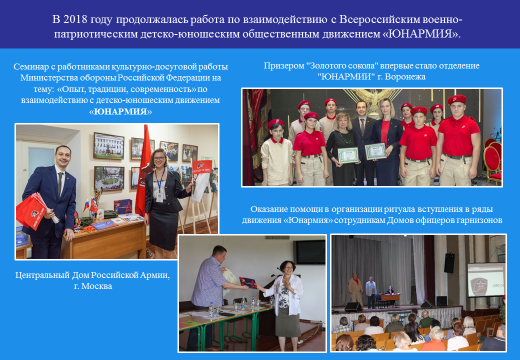 В 2018 году продолжалась работа по взаимодействию с Всероссийским военно-
патриотическим детско-юношеским общественным движением «ЮНАРМИЯ».
Семинар с работниками культурно-досуговой работы
Министерства обороны Российской Федерации на
тему: «Опыт, традиции, современность» по
взаимодействию с детско-юношеским движением
«ЮНАРМИЯ»
Призером "Золотого сокола" впервые стало отделение
"ЮНАРМИИ" г. Воронежа
Оказание помощи в организации ритуала вступления в ряды
движения «Юнармия» сотрудникам Домов офицеров гарнизонов
Центральный Дом Российской Армии,
г. Москва